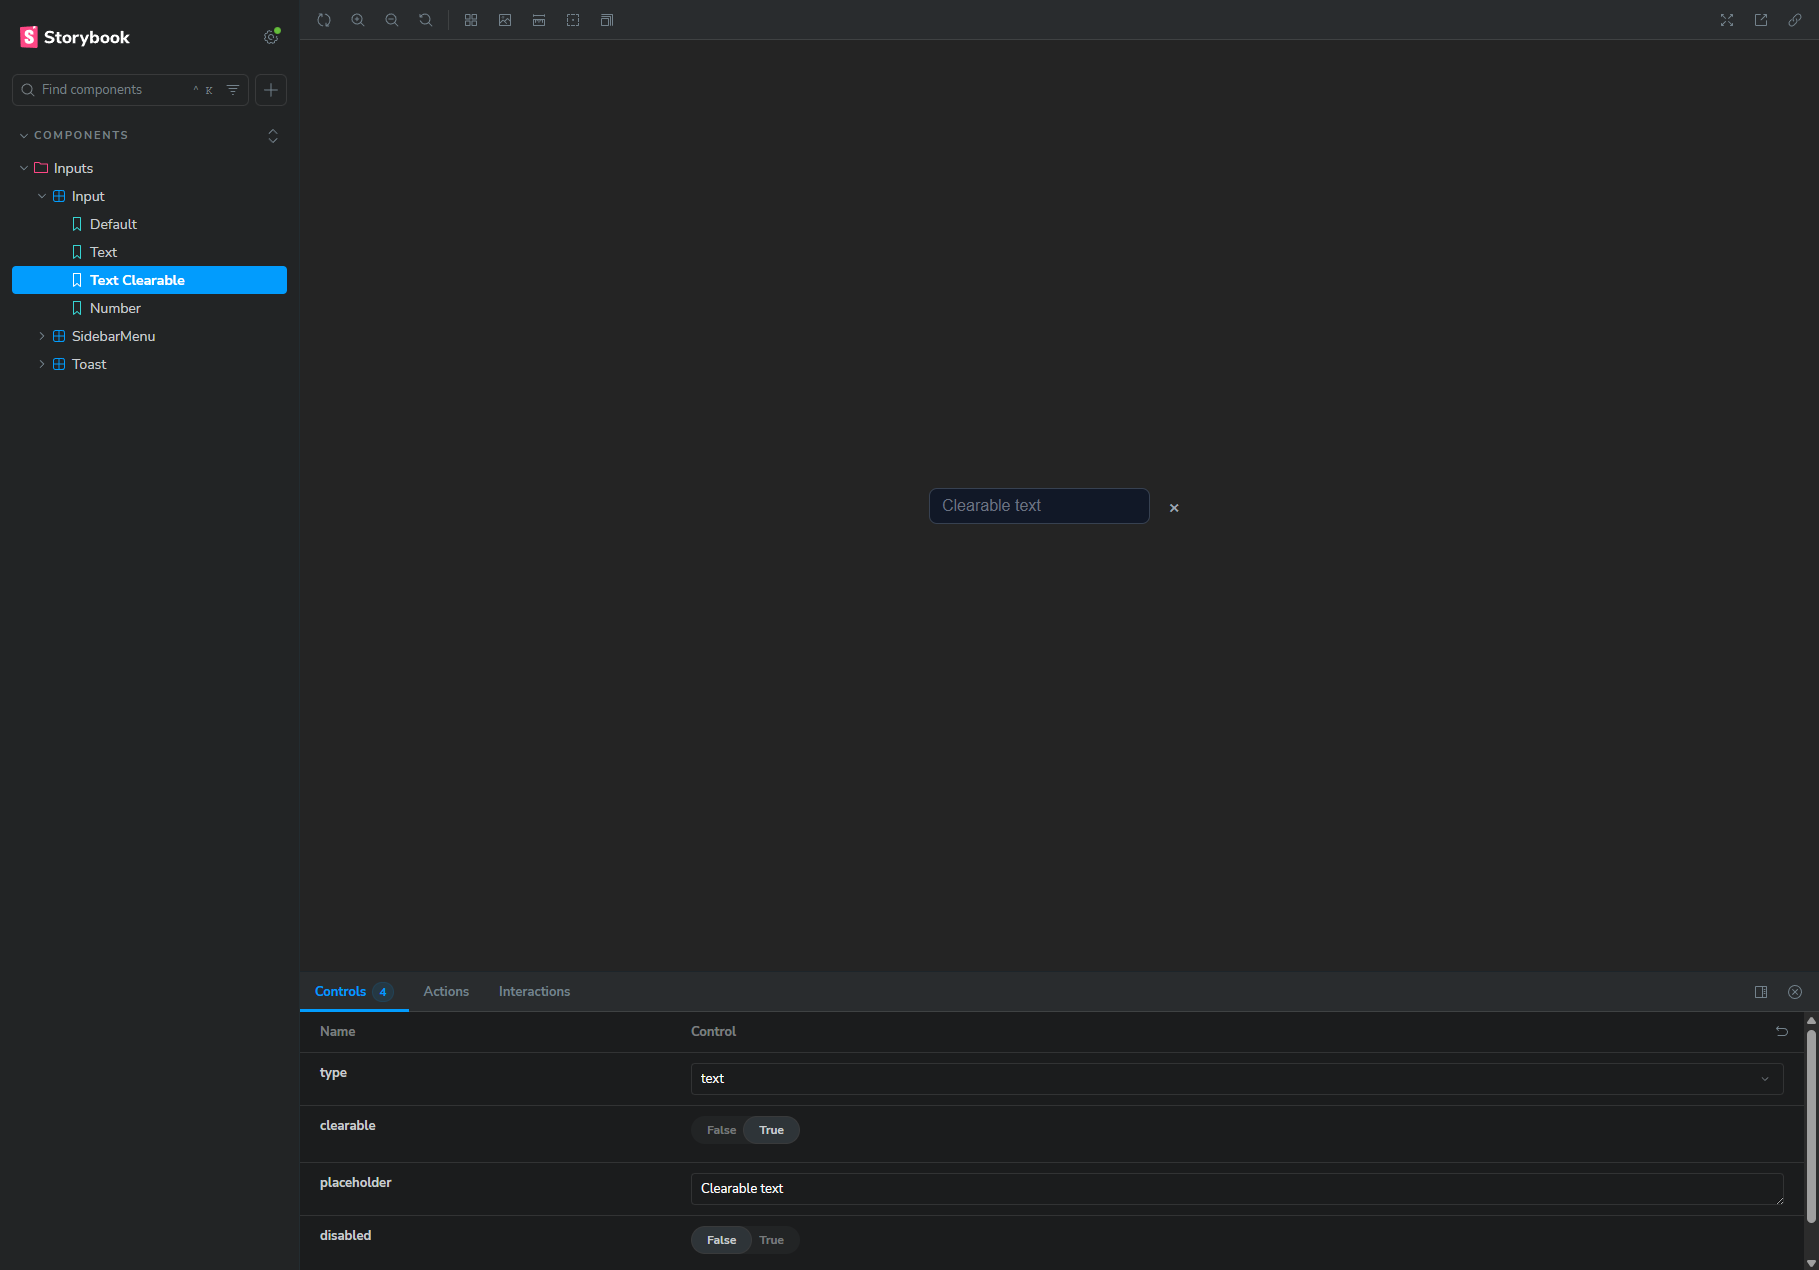 Storybook
Find components
^ K
COMPONENTS
Inputs
Input
Default
Text
Text Clearable
Number
SidebarMenu
Toast
Clearable text
Controls 4 Actions Interactions
Name Control
type text
clearable False True
placeholder Clearable text
disabled False True